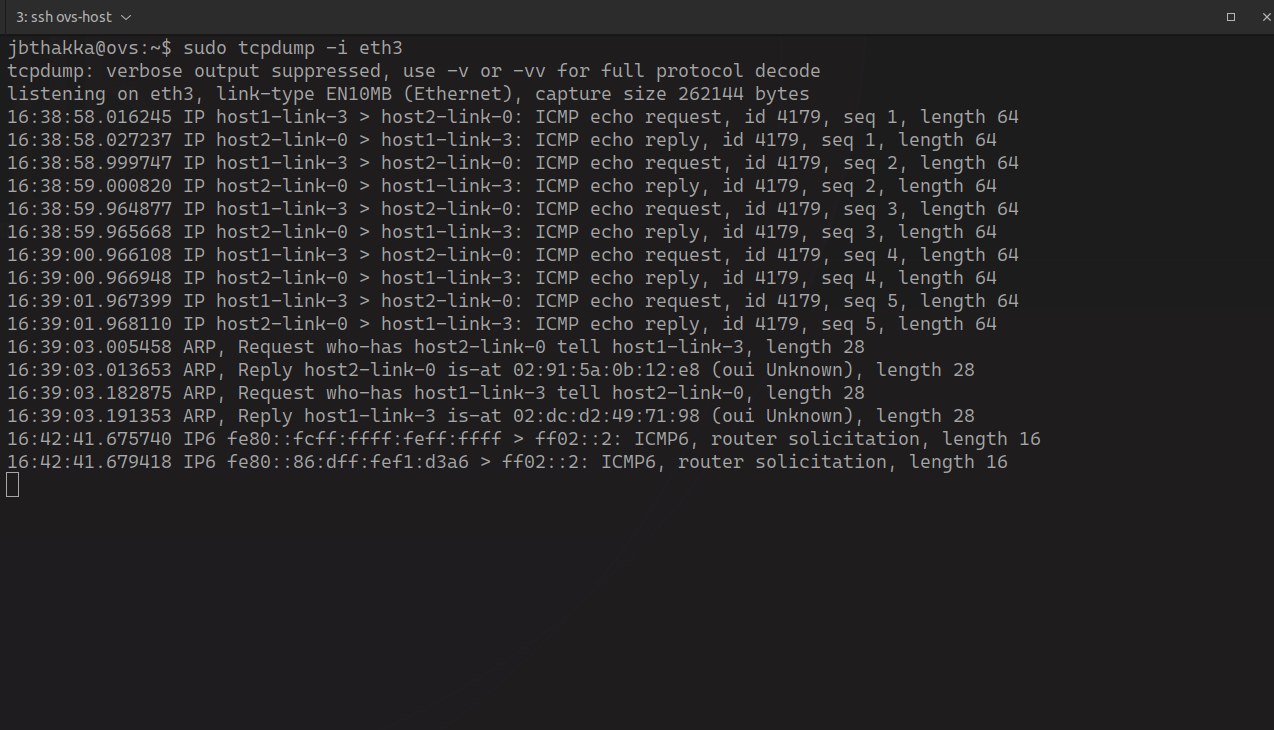 3: ssh ovs-host
jbthakka@ovs:~$ sudo tcpdump -i eth3
tcpdump: verbose output suppressed, use -v or -vv for full protocol decode
listening on eth3, link-type EN10MB (Ethernet), capture size 262144 bytes
16:38:58.016245 IP host1-link-3 > host2-link-0: ICMP echo request, id 4179, seq 1, length 64
16:38:58.027237 IP host2-link-0 > host1-link-3: ICMP echo reply, id 4179, seq 1, length 64
16:38:58.999747 IP host1-link-3 > host2-link-0: ICMP echo request, id 4179, seq 2, length 64
16:38:59.000820 IP host2-link-0 > host1-link-3: ICMP echo reply, id 4179, seq 2, length 64
16:38:59.964877 IP host1-link-3 > host2-link-0: ICMP echo request, id 4179, seq 3, length 64
16:38:59.965668 IP host2-link-0 > host1-link-3: ICMP echo reply, id 4179, seq 3, length 64
16:39:00.966108 IP host1-link-3 > host2-link-0: ICMP echo request, id 4179, seq 4, length 64
16:39:00.966948 IP host2-link-0 > host1-link-3: ICMP echo reply, id 4179, seq 4, length 64
16:39:01.967399 IP host1-link-3 > host2-link-0: ICMP echo request, id 4179, seq 5, length 64
16:39:01.968110 IP host2-link-0 > host1-link-3: ICMP echo reply, id 4179, seq 5, length 64
16:39:03.005458 ARP, Request who-has host2-link-0 tell host1-link-3, length 28
16:39:03.013653 ARP, Reply host2-link-0 is-at 02:91:5a:0b:12:e8 (oui Unknown), length 28
16:39:03.182875 ARP, Request who-has host1-link-3 tell host2-link-0, length 28
16:39:03.191353 ARP, Reply host1-link-3 is-at 02:dc:d2:49:71:98 (oui Unknown), length 28
16:42:41.675740 IP6 fe80::fcff:ffff:feff:ffff > ff02::2: ICMP6, router solicitation, length 16
16:42:41.679418 IP6 fe80::86:dff:fef1:d3a6 > ff02::2: ICMP6, router solicitation, length 16